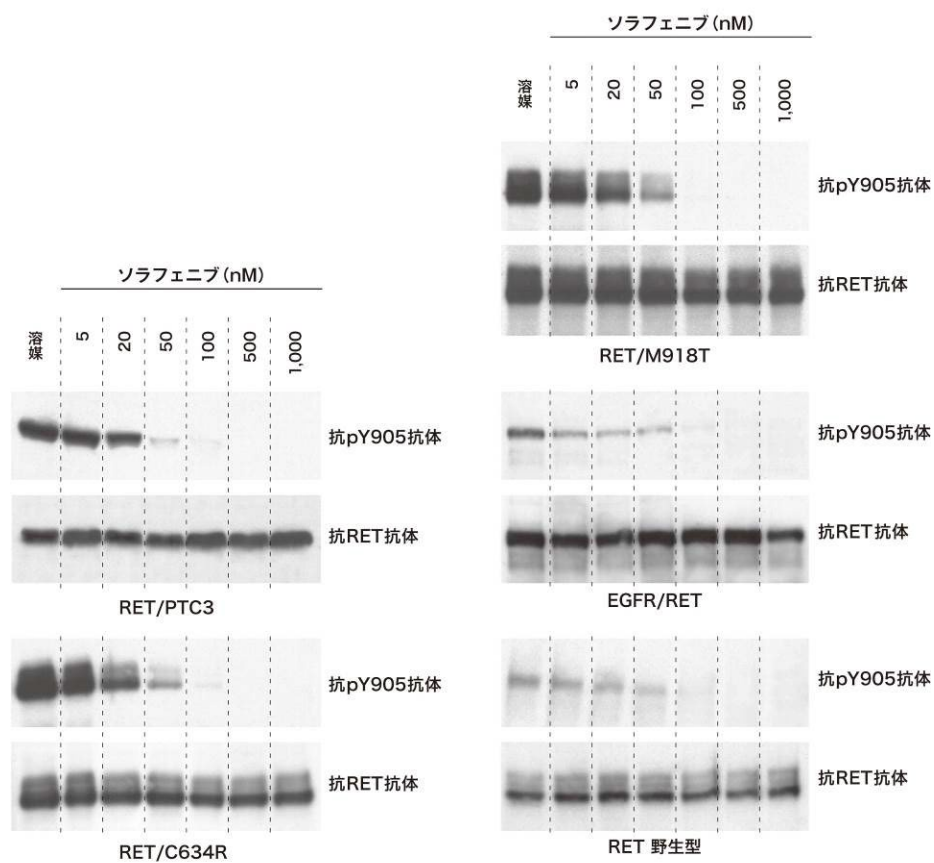 ソラフェニブ(nM)
溶媒 5 20 50 100 500 1,000
抗pY905抗体
抗RET抗体
RET/PTC3
抗pY905抗体
抗RET抗体
RET/C634R
ソラフェニブ(nM)
溶媒 5 20 50 100 500 1,000
抗pY905抗体
抗RET抗体
RET/M918T
抗pY905抗体
抗RET抗体
EGFR/RET
抗pY905抗体
抗RET抗体
RET 野生型